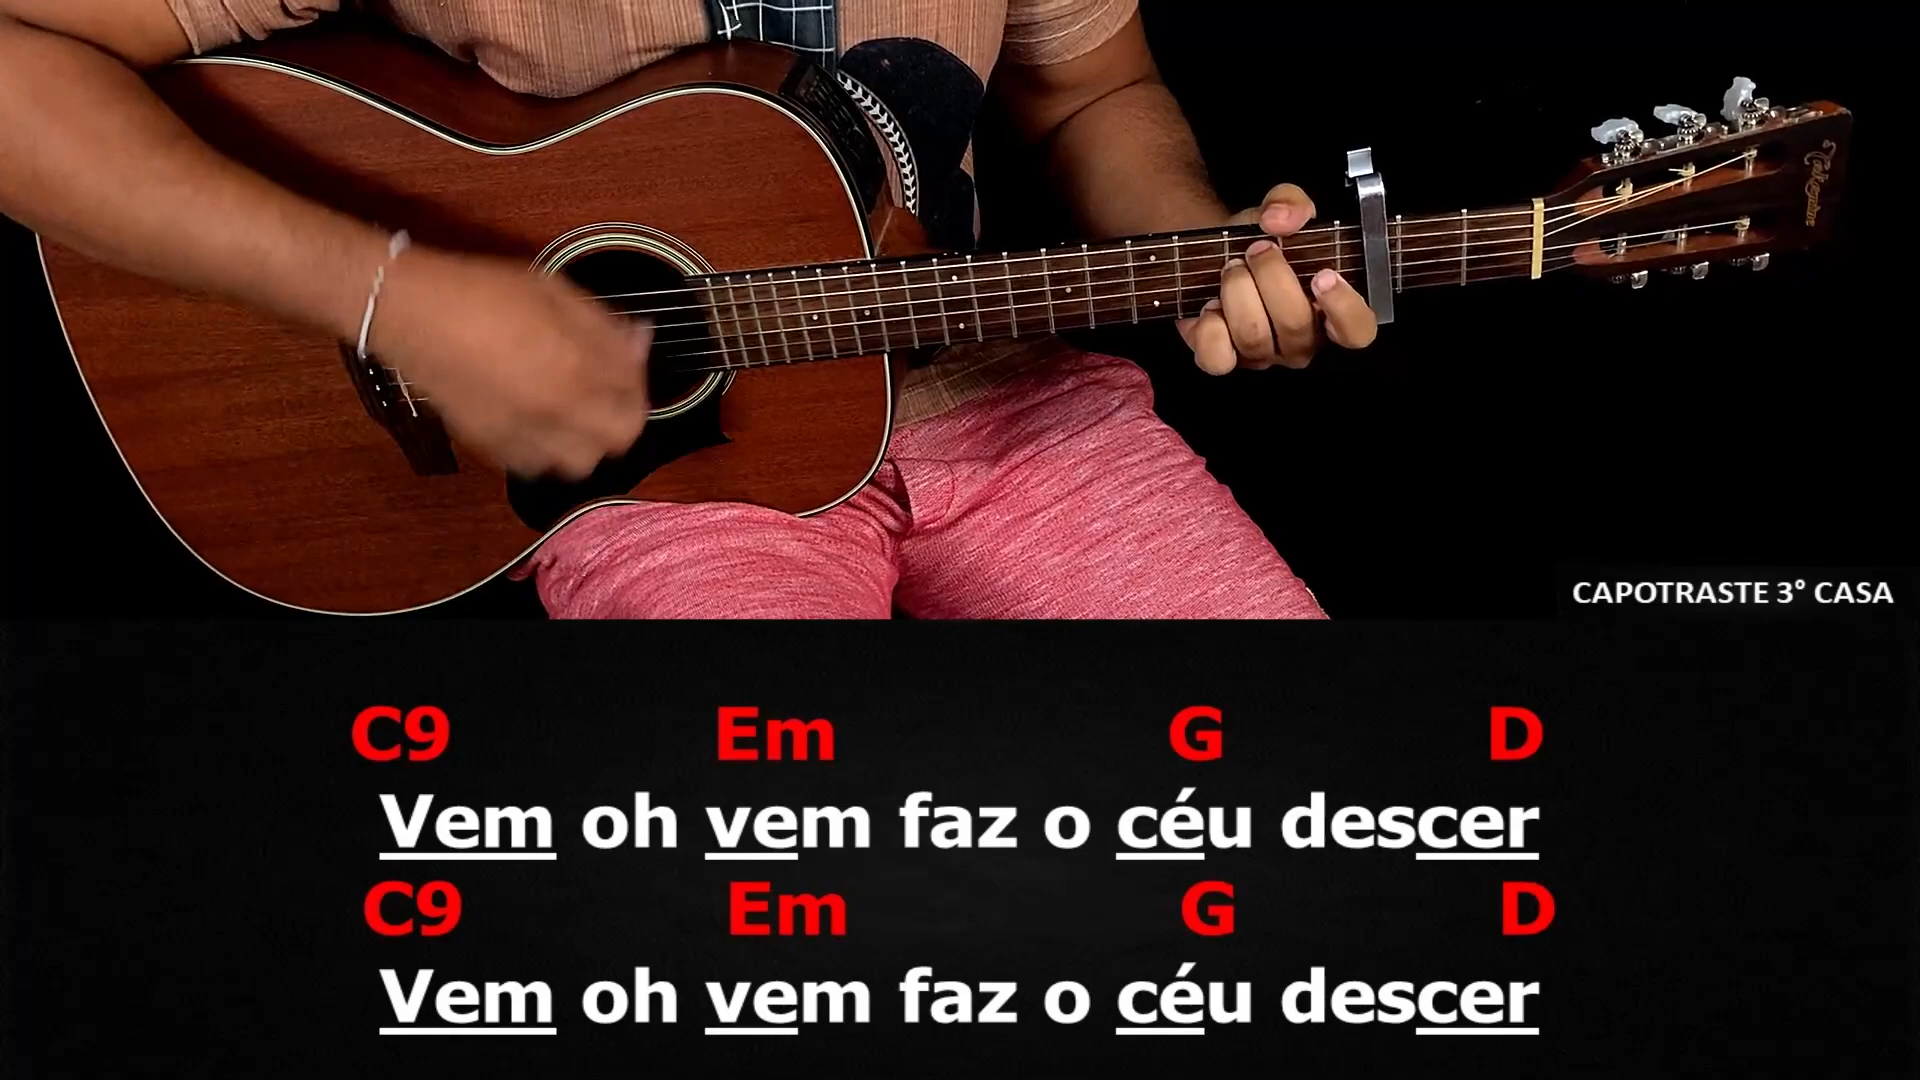 Takamine
CAPOTRASTE 3° CASA
C9 Em G D
Vem oh vem faz o céu descer
C9 Em G D
Vem oh vem faz o céu descer